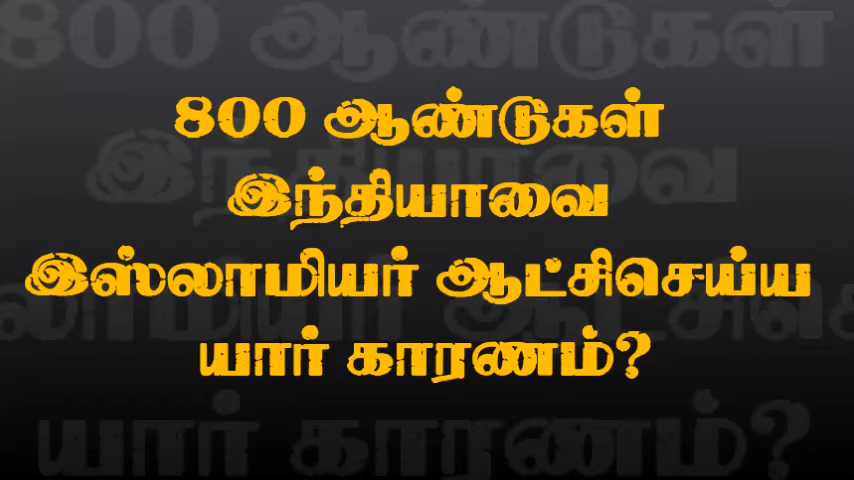 800 ஆண்டுகள்
இந்தியாவை
இஸ்லாமியர் ஆட்சிசெய்ய
யார் காரணம்?